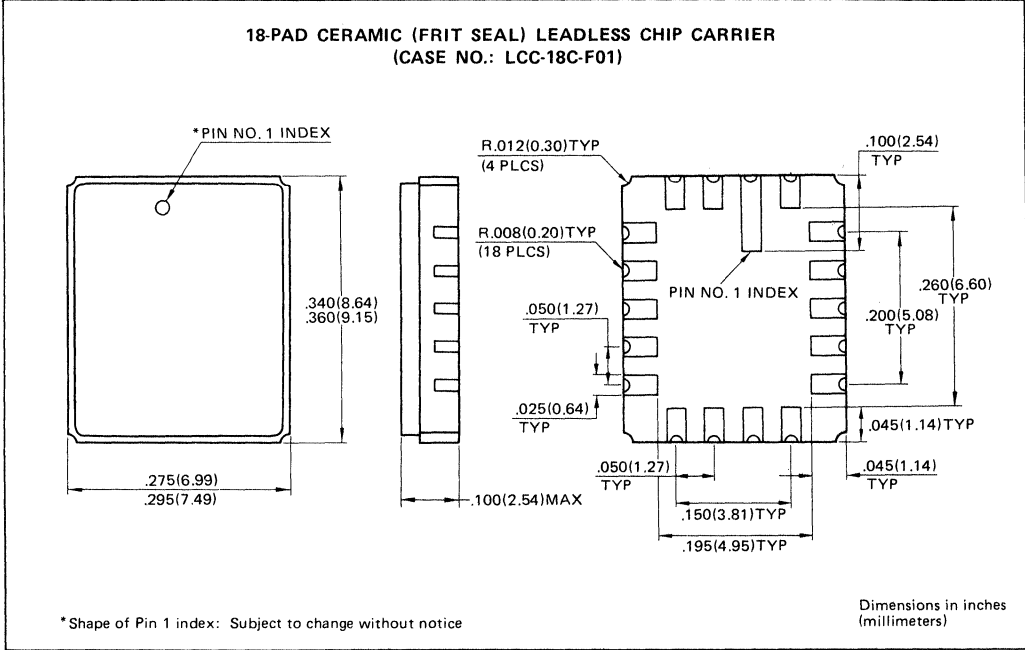 18-PAD CERAMIC (FRIT SEAL) LEADLESS CHIP CARRIER
(CASE NO.: LCC-18C-F01)
*PIN NO. 1 INDEX
R.012(0.30)TYP
(4 PLCS)
.100(2.54)
TYP
R.008(0.20)TYP
(18 PLCS)
PIN NO. 1 INDEX
.260(6.60)
TYP
.340(8.64)
.360(9.15)
.050(1.27)
TYP
.200(5.08)
TYP
.025(0.64)
TYP
.045(1.14)TYP
.275(6.99)
.295(7.49)
.100(2.54)MAX
.050(1.27)
TYP
.045(1.14)
TYP
.150(3.81)TYP
.195(4.95)TYP
*Shape of Pin 1 index: Subject to change without notice
Dimensions in inches
(millimeters)